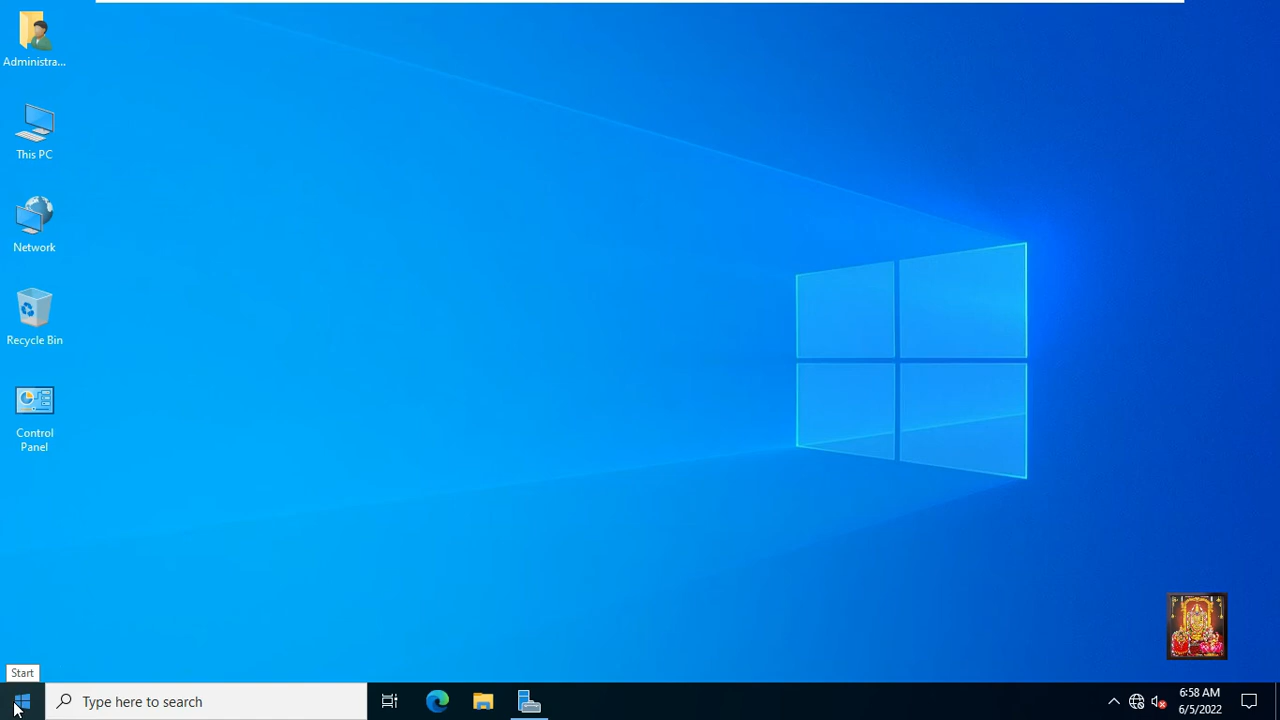 Administra...
This PC
Network
Recycle Bin
Control
Panel
Start
Type here to search
6:58 AM
6/5/2022